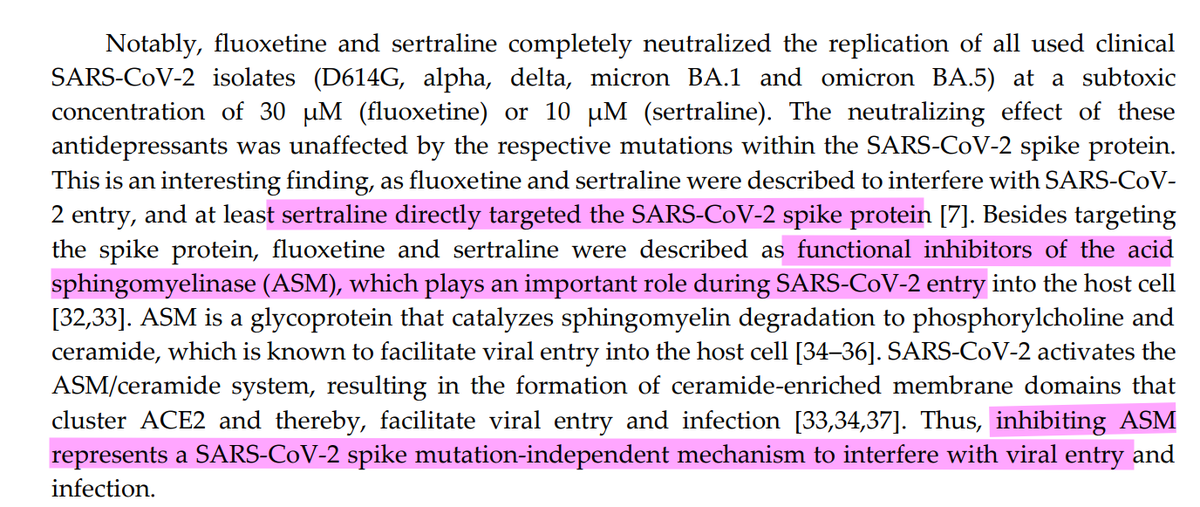 Notably, fluoxetine and sertraline completely neutralized the replication of all used clinical
SARS-CoV-2 isolates (D614G, alpha, delta, micron BA.1 and omicron BA.5) at a subtoxic
concentration of 30 μM (fluoxetine) or 10 μM (sertraline). The neutralizing effect of these
antidepressants was unaffected by the respective mutations within the SARS-CoV-2 spike protein.
This is an interesting finding, as fluoxetine and sertraline were described to interfere with SARS-CoV-
2 entry, and at least sertraline directly targeted the SARS-CoV-2 spike protein [7]. Besides targeting
the spike protein, fluoxetine and sertraline were described as functional inhibitors of the acid
sphingomyelinase (ASM), which plays an important role during SARS-CoV-2 entry into the host cell
[32,33]. ASM is a glycoprotein that catalyzes sphingomyelin degradation to phosphorylcholine and
ceramide, which is known to facilitate viral entry into the host cell [34–36]. SARS-CoV-2 activates the
ASM/ceramide system, resulting in the formation of ceramide-enriched membrane domains that
cluster ACE2 and thereby, facilitate viral entry and infection [33,34,37]. Thus, inhibiting ASM
represents a SARS-CoV-2 spike mutation-independent mechanism to interfere with viral entry and
infection.